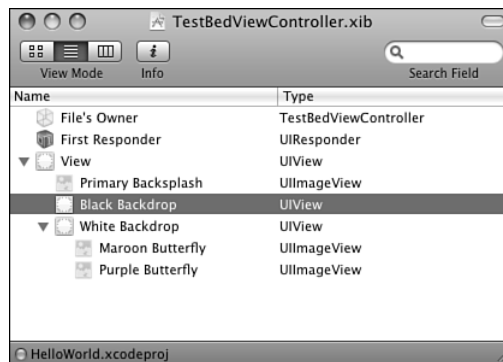 TestBedViewController.xib
View Mode Info Search Field
Name Type
File's Owner TestBedViewController
First Responder UIResponder
View UIView
Primary Backsplash UIImageView
Black Backdrop UIView
White Backdrop UIView
Maroon Butterfly UIImageView
Purple Butterfly UIImageView
HelloWorld.xcodeproj